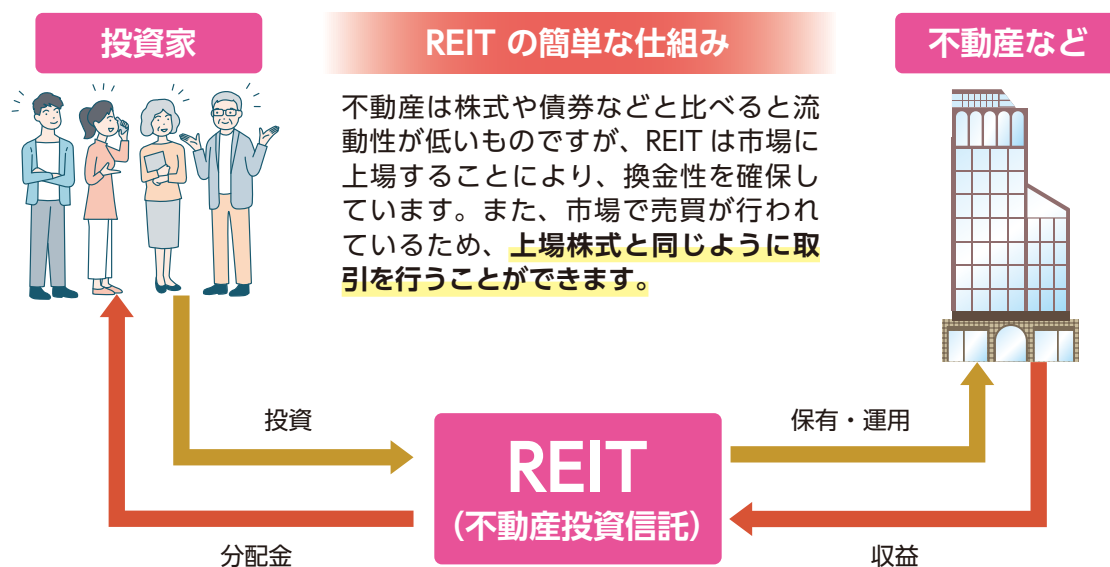 投資家
REIT の簡単な仕組み
不動産など
不動産は株式や債券などと比べると流
動性が低いものですが、REIT は市場に
上場することにより、換金性を確保し
ています。また、市場で売買が行われ
ているため、上場株式と同じように取
引を行うことができます。
投資
保有・運用
REIT
（不動産投資信託）
分配金
収益